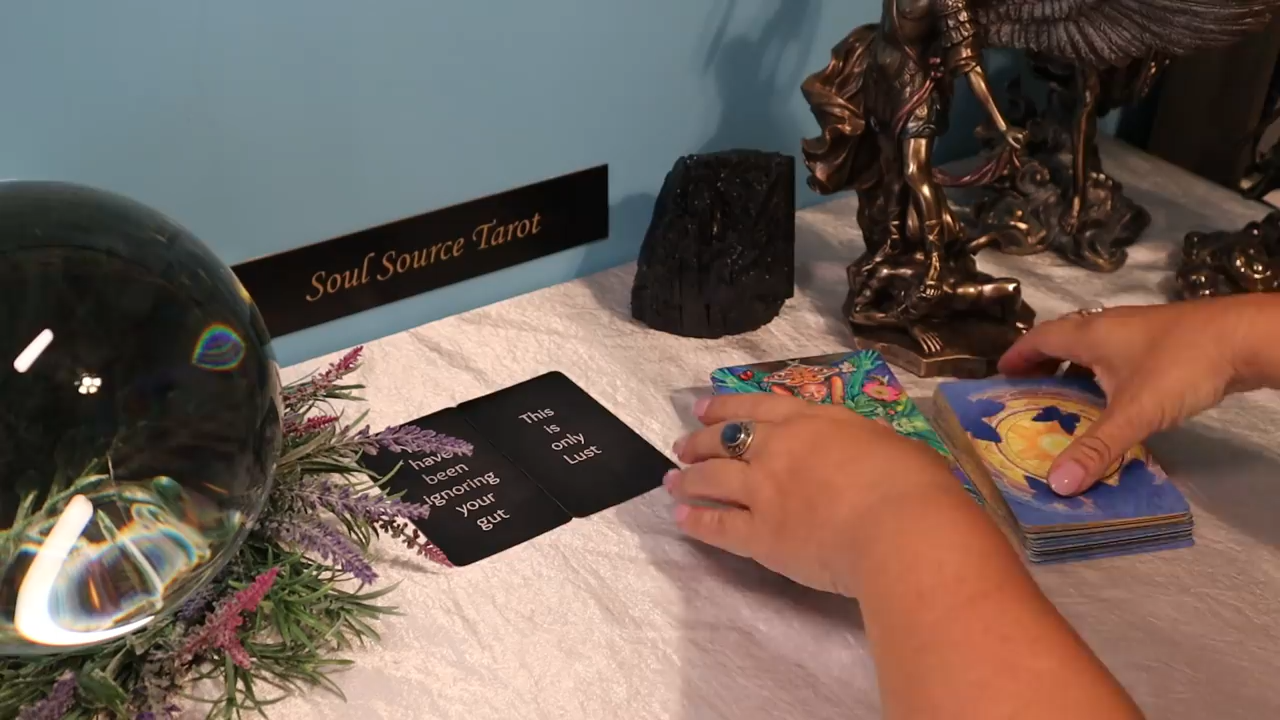 Soul Source Tarot
have
been
ignoring
your
gut
This
is
only
Lust